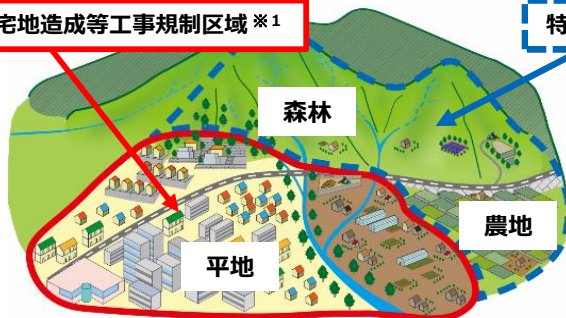 宅地造成等工事規制区域※1
特
森林
農地
平地